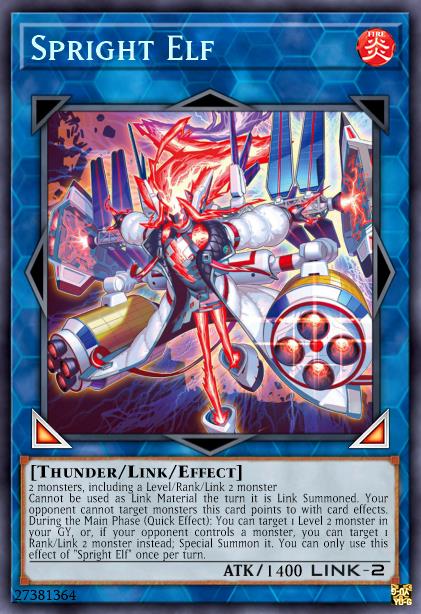 Spright Elf
FIRE
炎
[Thunder/Link/Effect]
2 monsters, including a Level/Rank/Link 2 monster
Cannot be used as Link Material the turn it is Link Summoned. Your
opponent cannot target monsters this card points to with card effects.
During the Main Phase (Quick Effect): You can target 1 Level 2 monster in
your GY, or, if your opponent controls a monster, you can target 1
Rank/Link 2 monster instead; Special Summon it. You can only use this
effect of "Spright Elf" once per turn.
ATK/1400 LINK-2
27381364